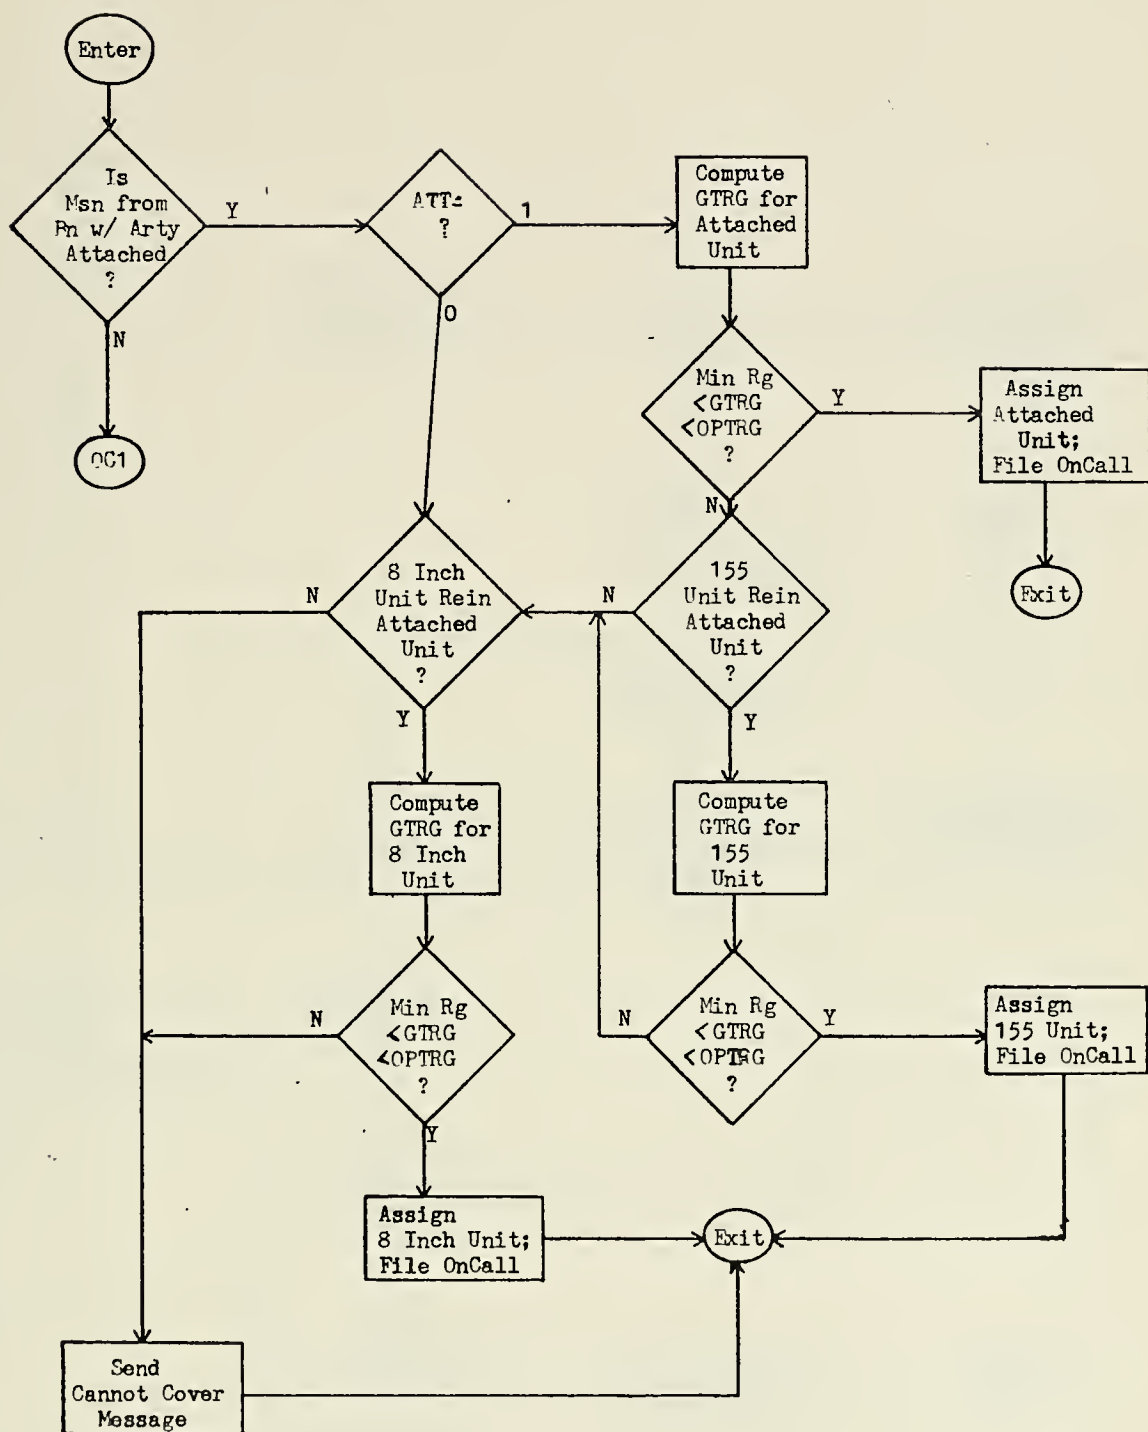 Enter
Is
Msn from
Bn w/ Arty
Attached
?
Y
N
OC1
ATT=
?
1
0
Compute
GTRG for
Attached
Unit
Min Rg
<GTRG
<OPTRG
?
Y
N
Assign
Attached
Unit;
File OnCall
Exit
8 Inch
Unit Rein
Attached
Unit
?
N
Y
155
Unit Rein
Attached
Unit
?
N
Y
Compute
GTRG for
8 Inch
Unit
Compute
GTRG for
155
Unit
Min Rg
<GTRG
<OPTRG
?
N
Y
Min Rg
<GTRG
<OPTRG
?
N
Y
Assign
155 Unit;
File OnCall
Assign
8 Inch Unit;
File OnCall
Exit
Send
Cannot Cover
Message